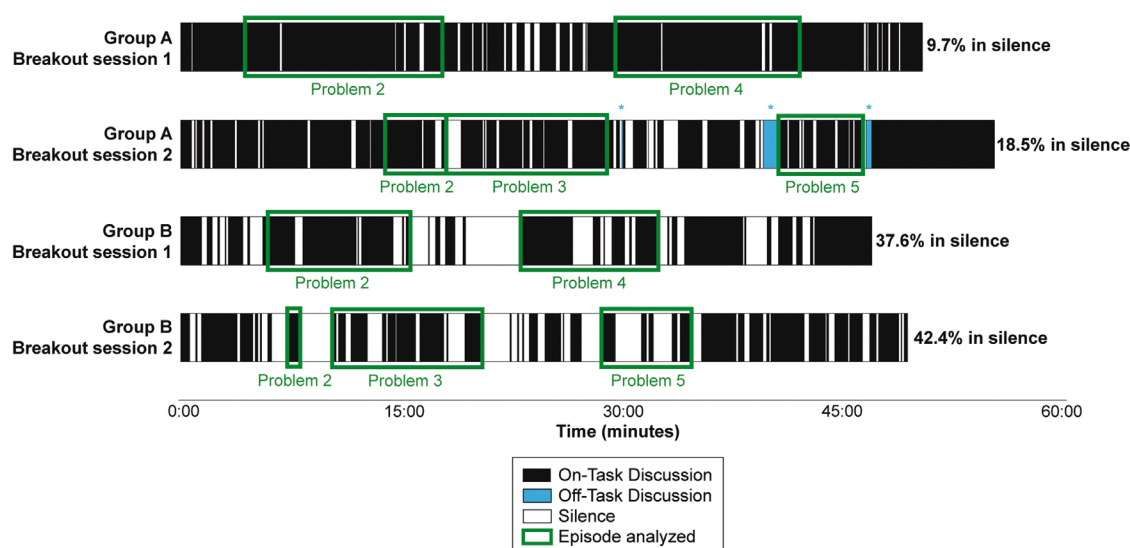 Group A
Breakout session 1
9.7% in silence
Problem 2
Problem 4
Group A
Breakout session 2
* * *
18.5% in silence
Problem 2
Problem 3
Problem 5
Group B
Breakout session 1
37.6% in silence
Problem 2
Problem 4
Group B
Breakout session 2
42.4% in silence
Problem 2
Problem 3
Problem 5
0:00 15:00 30:00 45:00 60:00
Time (minutes)
On-Task Discussion
Off-Task Discussion
Silence
Episode analyzed